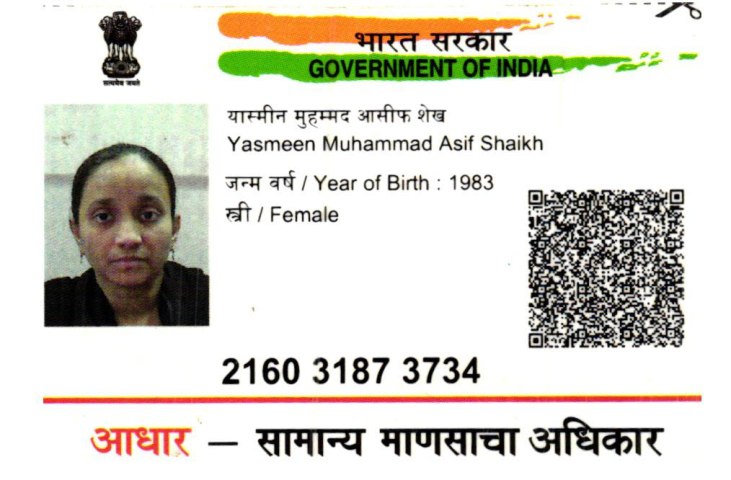 भारत सरकार
GOVERNMENT OF INDIA
सत्यमेव जयते
यास्मीन मुहम्मद आसीफ शेख
Yasmeen Muhammad Asif Shaikh
जन्म वर्ष / Year of Birth : 1983
स्त्री / Female
2160 3187 3734
आधार — सामान्य माणसाचा अधिकार